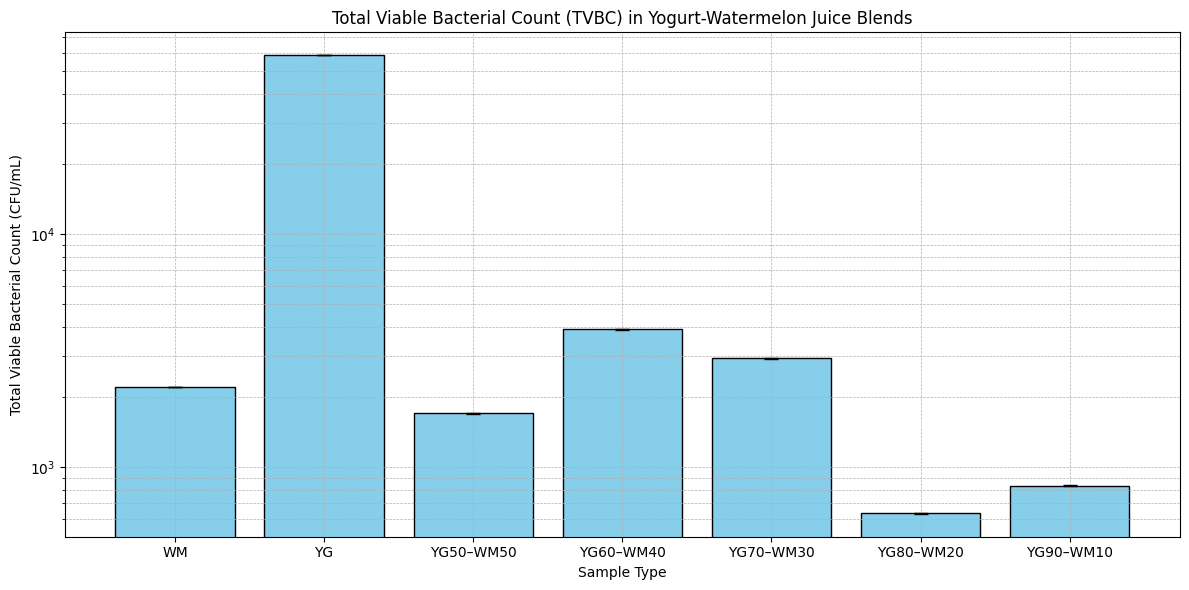 Total Viable Bacterial Count (TVBC) in Yogurt-Watermelon Juice Blends
Total Viable Bacterial Count (CFU/mL)
10⁴
10³
WM YG YG50–WM50 YG60–WM40 YG70–WM30 YG80–WM20 YG90–WM10
Sample Type